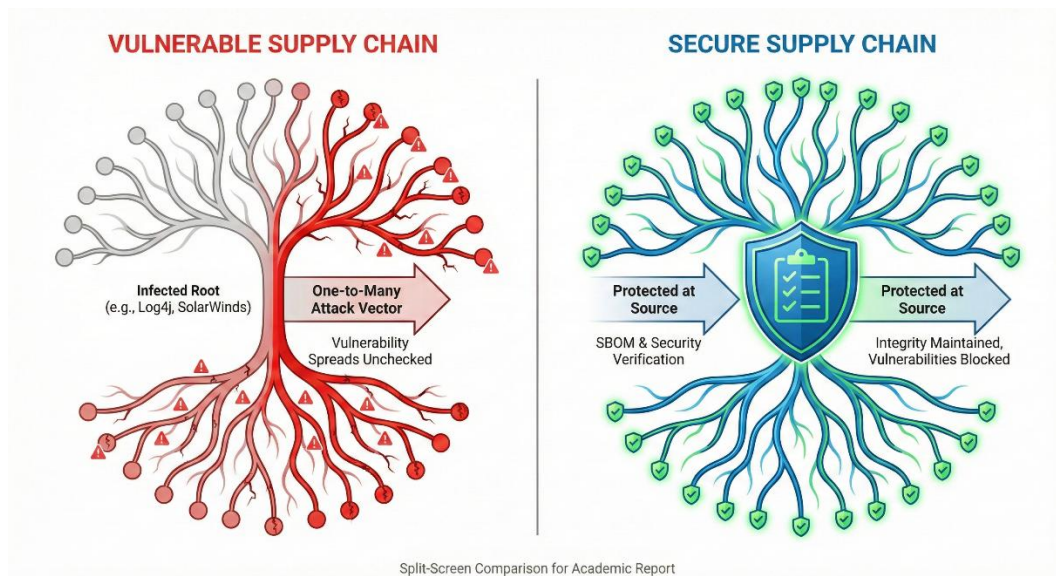 VULNERABLE SUPPLY CHAIN
Infected Root
(e.g., Log4j, SolarWinds)
One-to-Many
Attack Vector
Vulnerability
Spreads Unchecked
SECURE SUPPLY CHAIN
Protected at
Source
SBOM & Security
Verification
Protected at
Source
Integrity Maintained,
Vulnerabilities Blocked
Split-Screen Comparison for Academic Report